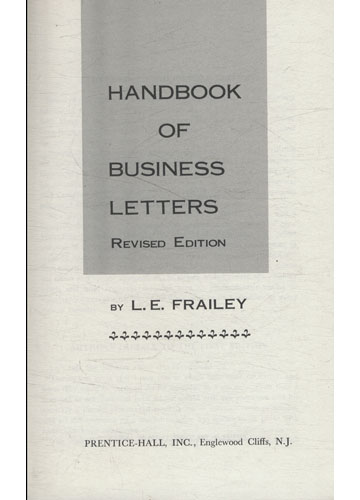 HANDBOOK
OF
BUSINESS
LETTERS
REVISED EDITION
BY L. E. FRAILEY
PRENTICE-HALL, INC., Englewood Cliffs, N.J.